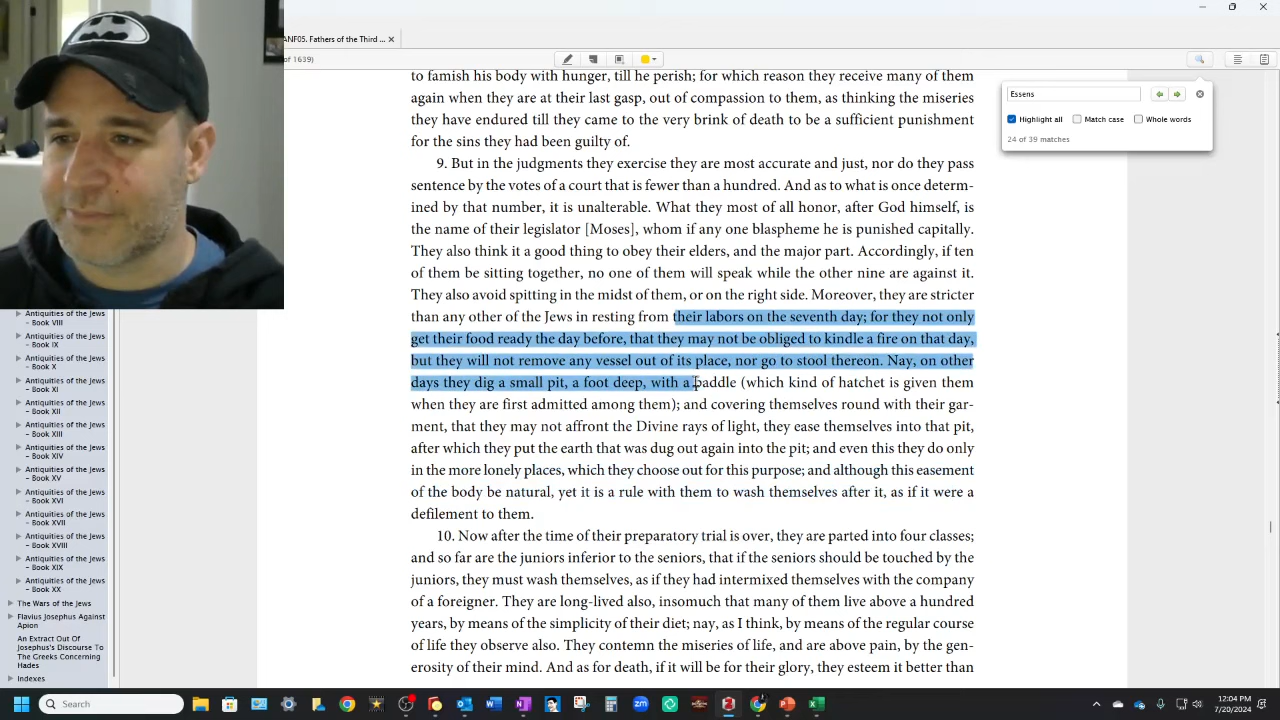 ANF05. Fathers of the Third ...
of 1639)
Essens
Highlight all
Match case
Whole words
24 of 39 matches
to famish his body with hunger, till he perish; for which reason they receive many of them
again when they are at their last gasp, out of compassion to them, as thinking the miseries
they have endured till they came to the very brink of death to be a sufficient punishment
for the sins they had been guilty of.
9. But in the judgments they exercise they are most accurate and just, nor do they pass
sentence by the votes of a court that is fewer than a hundred. And as to what is once determ-
ined by that number, it is unalterable. What they most of all honor, after God himself, is
the name of their legislator [Moses], whom if any one blaspheme he is punished capitally.
They also think it a good thing to obey their elders, and the major part. Accordingly, if ten
of them be sitting together, no one of them will speak while the other nine are against it.
They also avoid spitting in the midst of them, or on the right side. Moreover, they are stricter
than any other of the Jews in resting from their labors on the seventh day; for they not only
get their food ready the day before, that they may not be obliged to kindle a fire on that day,
but they will not remove any vessel out of its place, nor go to stool thereon. Nay, on other
days they dig a small pit, a foot deep, with a paddle (which kind of hatchet is given them
when they are first admitted among them); and covering themselves round with their gar-
ment, that they may not affront the Divine rays of light, they ease themselves into that pit,
after which they put the earth that was dug out again into the pit; and even this they do only
in the more lonely places, which they choose out for this purpose; and although this easement
of the body be natural, yet it is a rule with them to wash themselves after it, as if it were a
defilement to them.
10. Now after the time of their preparatory trial is over, they are parted into four classes;
and so far are the juniors inferior to the seniors, that if the seniors should be touched by the
juniors, they must wash themselves, as if they had intermixed themselves with the company
of a foreigner. They are long-lived also, insomuch that many of them live above a hundred
years, by means of the simplicity of their diet; nay, as I think, by means of the regular course
of life they observe also. They contemn the miseries of life, and are above pain, by the gen-
erosity of their mind. And as for death, if it will be for their glory, they esteem it better than
Antiquities of the Jews
- Book VIII
Antiquities of the Jews
- Book IX
Antiquities of the Jews
- Book X
Antiquities of the Jews
- Book XI
Antiquities of the Jews
- Book XII
Antiquities of the Jews
- Book XIII
Antiquities of the Jews
- Book XIV
Antiquities of the Jews
- Book XV
Antiquities of the Jews
- Book XVI
Antiquities of the Jews
- Book XVII
Antiquities of the Jews
- Book XVIII
Antiquities of the Jews
- Book XIX
Antiquities of the Jews
- Book XX
The Wars of the Jews
Flavius Josephus Against
Apion
An Extract Out Of
Josephus's Discourse To
The Greeks Concerning
Hades
Indexes
Search
12:04 PM
7/20/2024